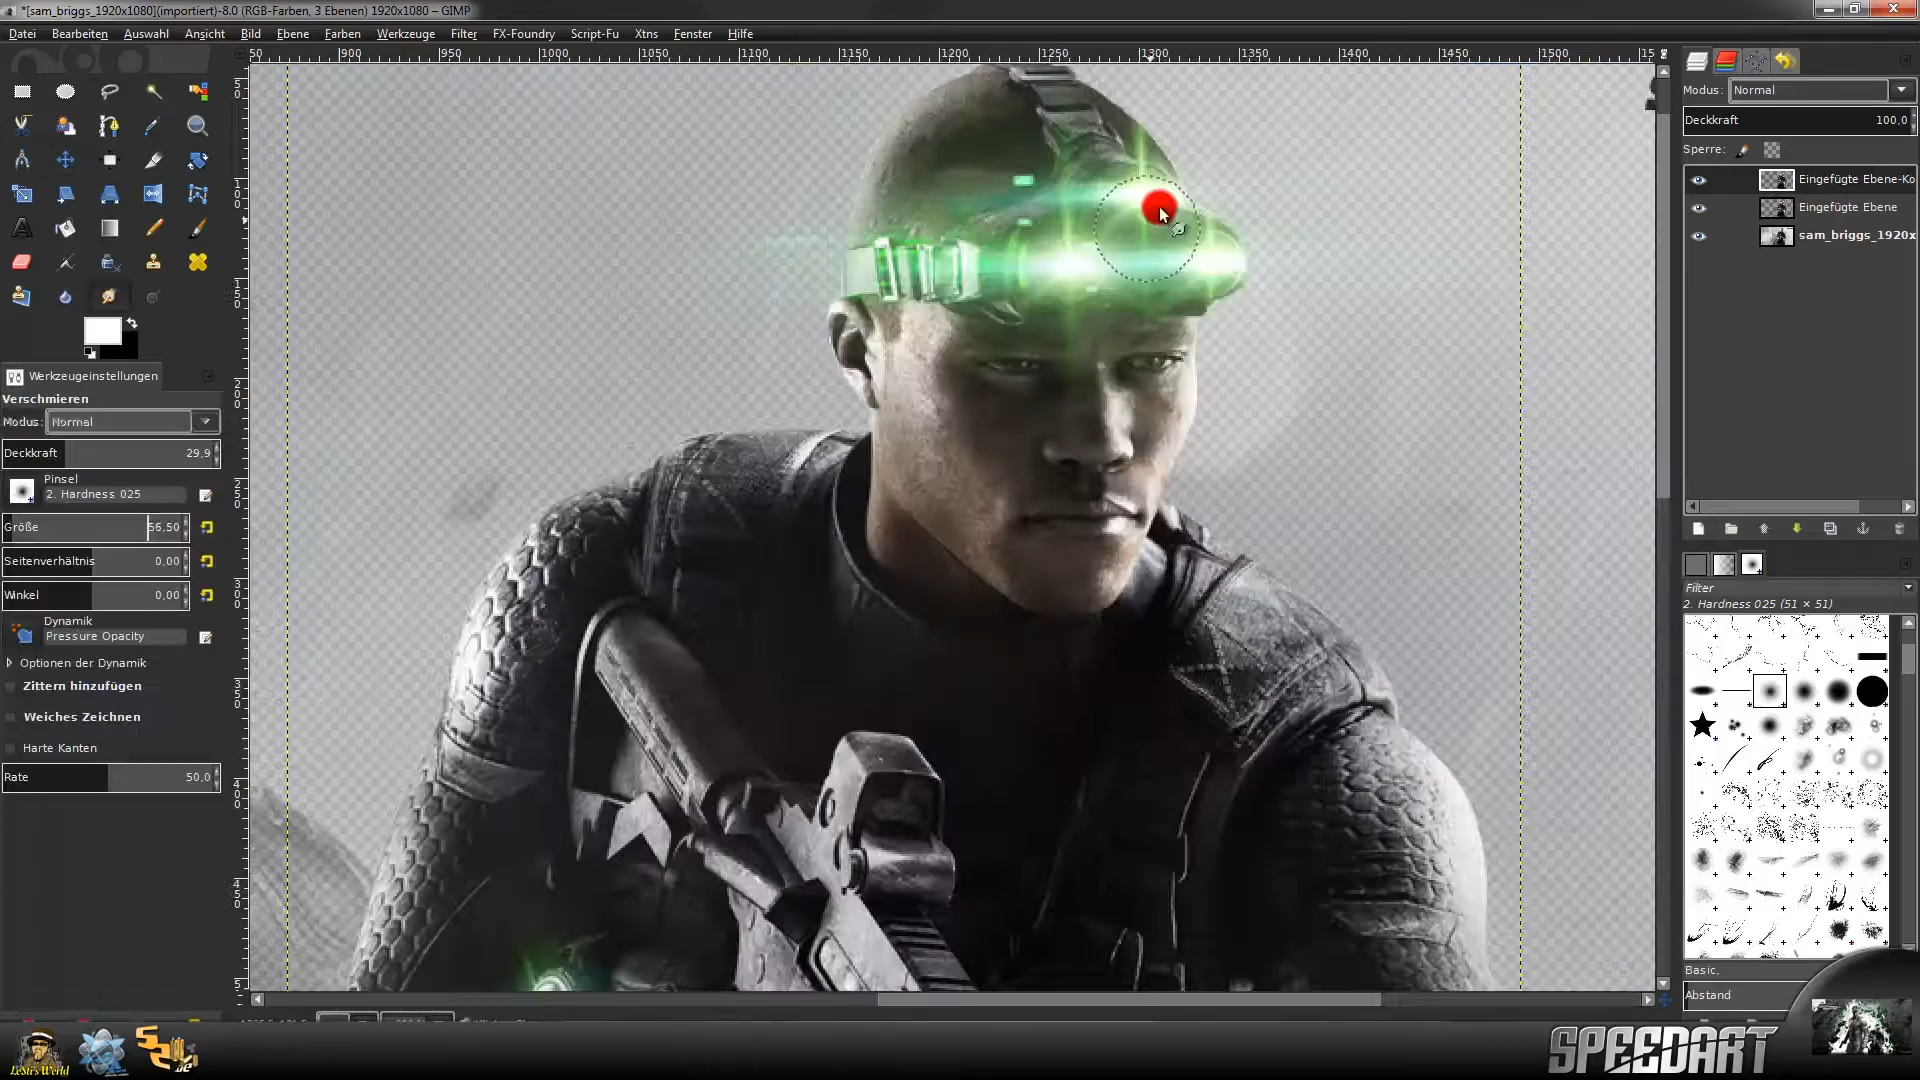 *[sam_briggs_1920x1080](importiert)-8.0 (RGB-Farben, 3 Ebenen) 1920x1080 – GIMP
Datei Bearbeiten Auswahl Ansicht Bild Ebene Farben Werkzeuge Filter FX-Foundry Script-Fu Xtns Fenster Hilfe
50 900 950 1000 1050 1100 1150 1200 1250 1300 1350 1400 1450 1500 15
Modus: Normal
Deckkraft 100,0
Sperre:
Eingefügte Ebene-Ko
Eingefügte Ebene
sam_briggs_1920x
Werkzeugeinstellungen
Verschmieren
Modus: Normal
Deckkraft 29,9
Pinsel
2. Hardness 025
Größe 56,50
Seitenverhältnis 0,00
Winkel 0,00
Dynamik
Pressure Opacity
Optionen der Dynamik
Zittern hinzufügen
Weiches Zeichnen
Harte Kanten
Rate 50,0
Filter
2. Hardness 025 (51 × 51)
Basic,
Abstand
LeSti's World
SPEEDART